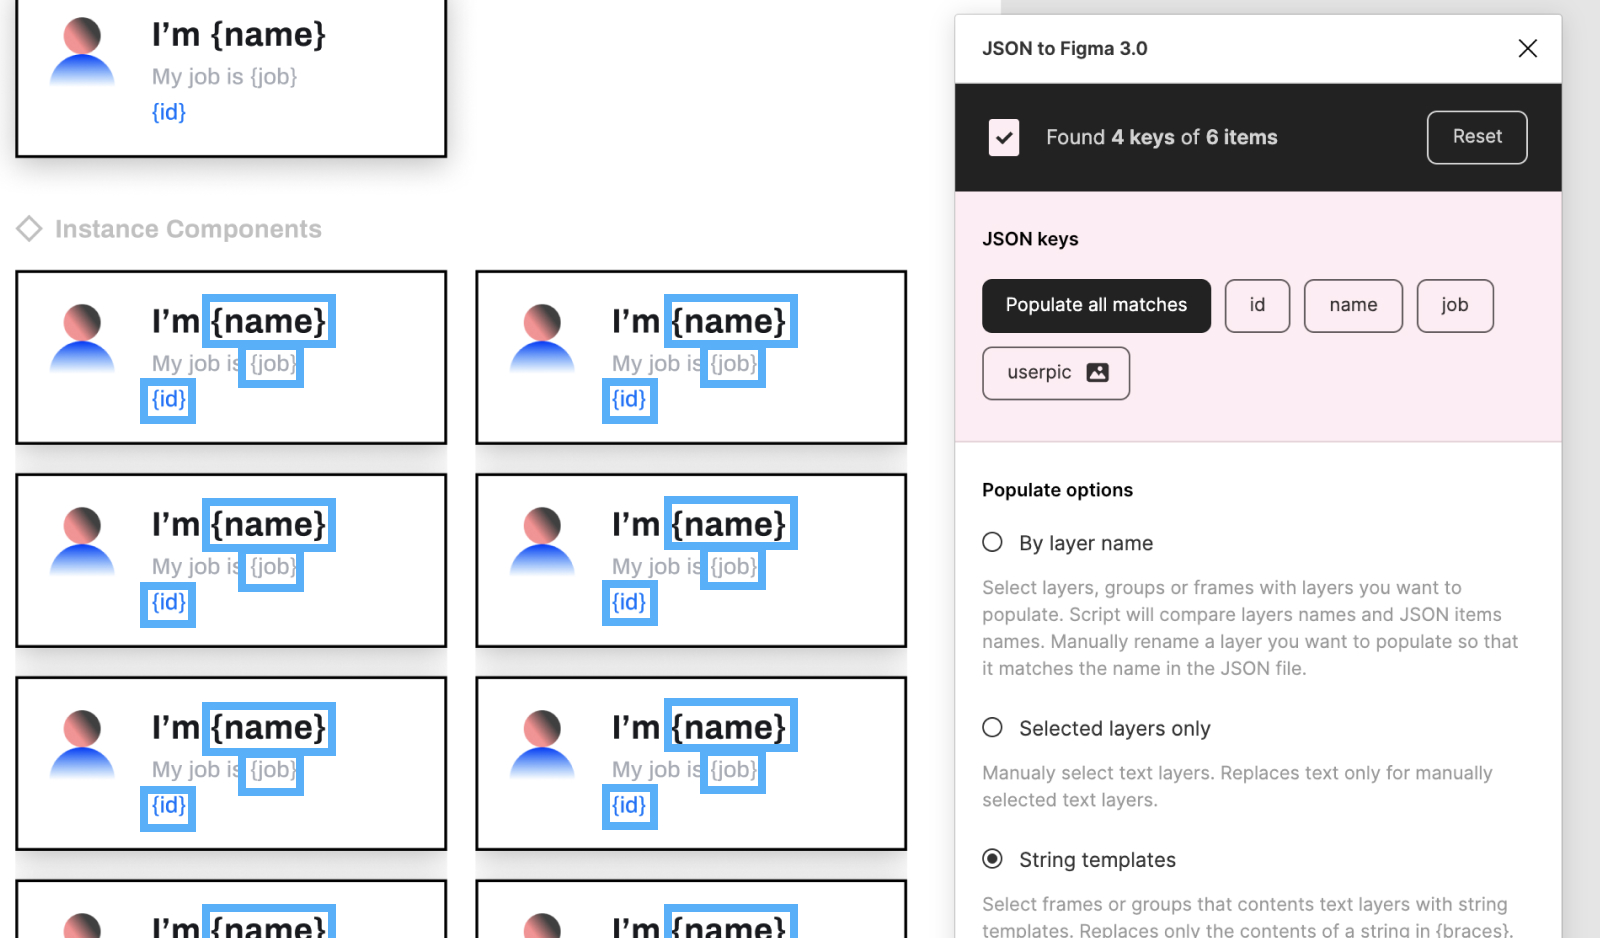 I’m {name}
My job is {job}
{id}
Instance Components
I’m {name}
My job is {job}
{id}
I’m {name}
My job is {job}
{id}
I’m {name}
My job is {job}
{id}
I’m {name}
My job is {job}
{id}
I’m {name}
My job is {job}
{id}
I’m {name}
My job is {job}
{id}
I’m {name}
I’m {name}
JSON to Figma 3.0
Found 4 keys of 6 items
Reset
JSON keys
Populate all matches
id
name
job
userpic
Populate options
By layer name
Select layers, groups or frames with layers you want to
populate. Script will compare layers names and JSON items
names. Manually rename a layer you want to populate so that
it matches the name in the JSON file.
Selected layers only
Manualy select text layers. Replaces text only for manually
selected text layers.
String templates
Select frames or groups that contents text layers with string
templates. Replaces only the contents of a string in {braces}.